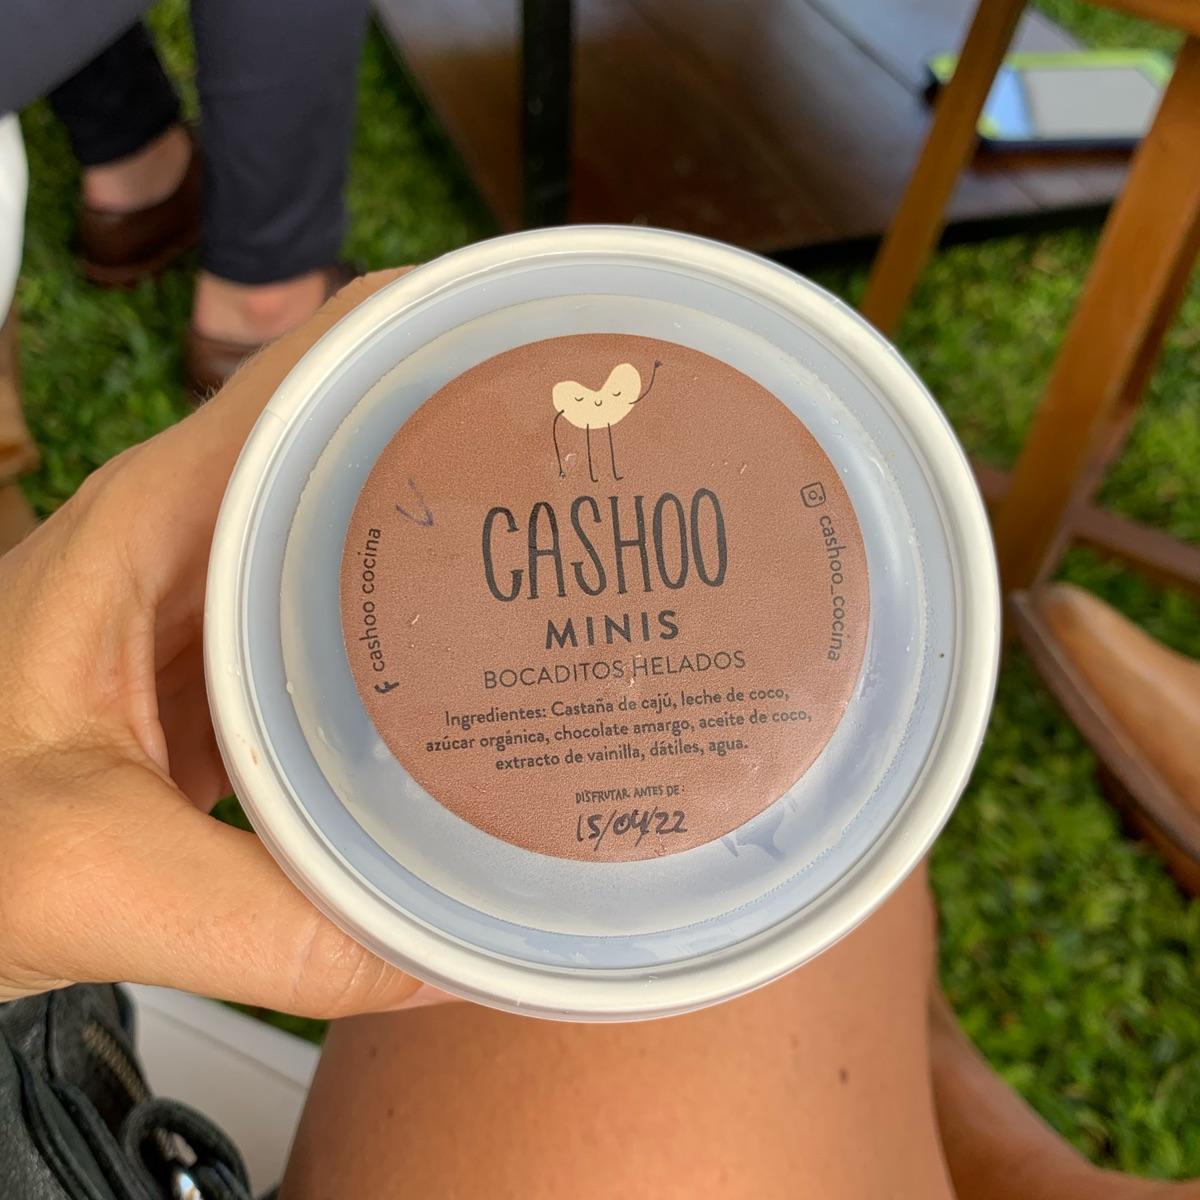 CASHOO
MINIS
BOCADITOS HELADOS
Ingredientes: Castaña de cajú, leche de coco,
azúcar orgánica, chocolate amargo, aceite de coco,
extracto de vainilla, dátiles, agua.
DISFRUTAR ANTES DE:
15/04/22
cashoo cocina
cashoo_cocina